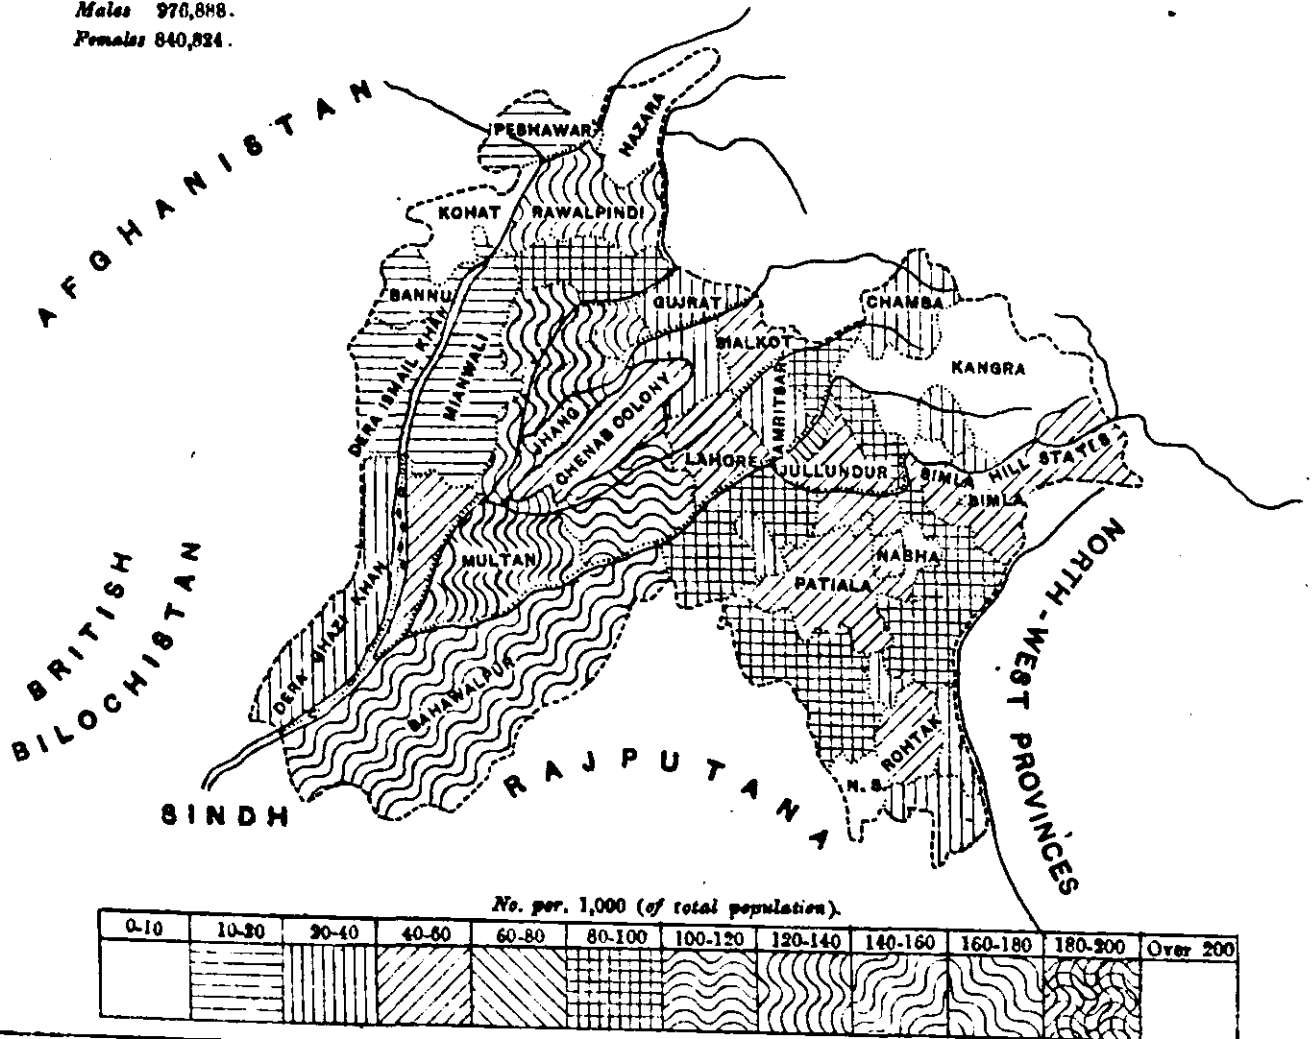 Males 976,888.
Females 840,824.
AFGHANISTAN
PESHAWAR
HAZARA
KOHAT
RAWALPINDI
BANNU
GUJRAT
CHAMBA
DERA ISMAIL KHAN
MIANWALI
SIALKOT
KANGRA
JHANG
CHENAB COLONY
AMRITSAR
LAHORE
JULLUNDUR
SIMLA HILL STATES
SIMLA
MULTAN
NABHA
PATIALA
DERA GHAZI KHAN
BAHAWALPUR
ROHTAK
N. S.
BRITISH
BILOCHISTAN
SINDH
RAJPUTANA
NORTH-WEST PROVINCES
No. per. 1,000 (of total population).
0-10 10-20 20-40 40-60 60-80 80-100 100-120 120-140 140-160 160-180 180-200 Over 200